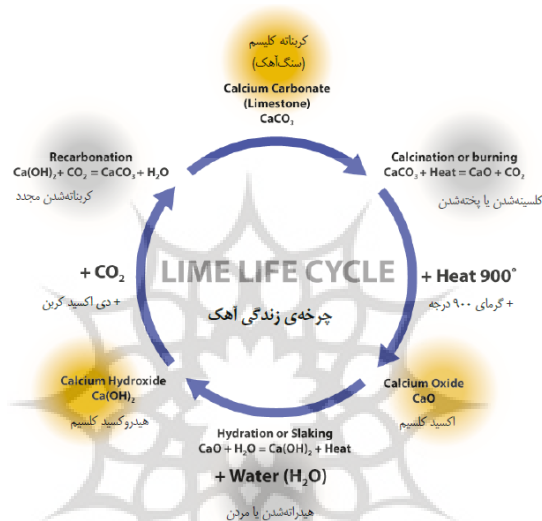 کربناته کلیسم
(سنگ‌آهک)
Calcium Carbonate
(Limestone)
CaCO₃
Calcination or burning
CaCO₃ + Heat = CaO + CO₂
کلسینه‌شدن یا پخته‌شدن
+ Heat 900°
+ گرمای ۹۰۰ درجه
Calcium Oxide
CaO
اکسید کلسیم
Hydration or Slaking
CaO + H₂O = Ca(OH)₂ + Heat
+ Water (H₂O)
هیدراته‌شدن یا مردن
Calcium Hydroxide
Ca(OH)₂
هیدروکسید کلسیم
+ CO₂
+ دی اکسید کربن
Recarbonation
Ca(OH)₂ + CO₂ = CaCO₃ + H₂O
کربناته‌شدن مجدد
LIME LIFE CYCLE
چرخه‌ی زندگی آهک